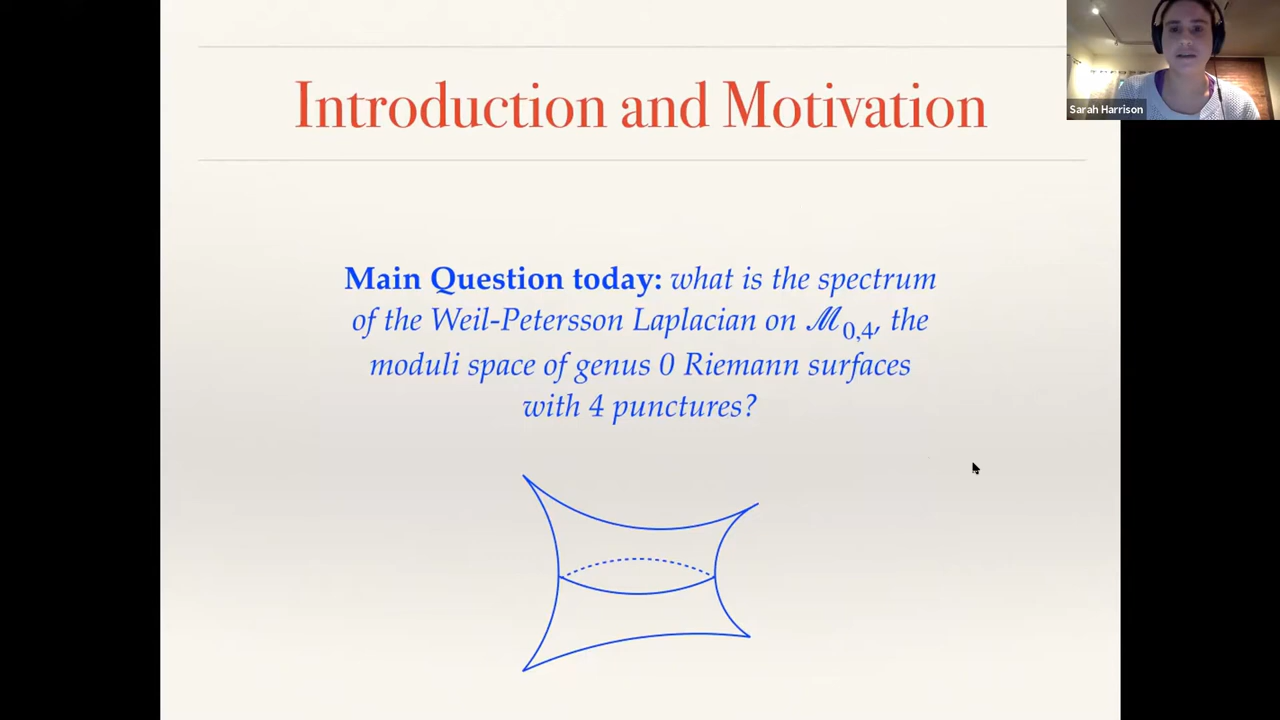 Introduction and Motivation
Sarah Harrison
Main Question today: what is the spectrum
of the Weil-Petersson Laplacian on ℳ₀,₄, the
moduli space of genus 0 Riemann surfaces
with 4 punctures?